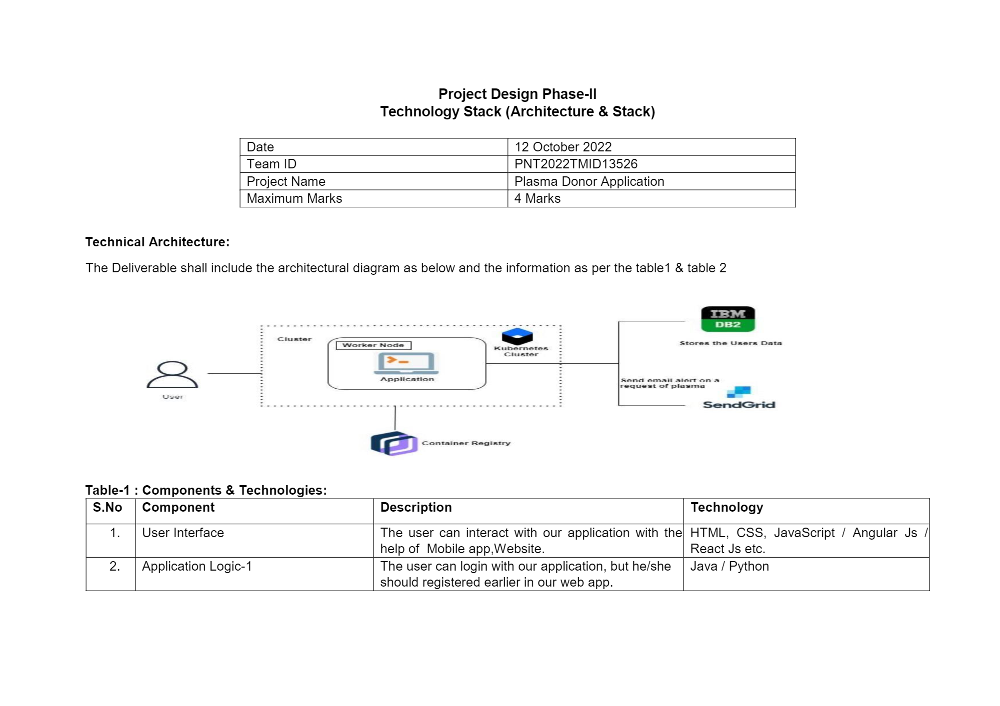 Project Design Phase-II
Technology Stack (Architecture & Stack)
Date 12 October 2022
Team ID PNT2022TMID13526
Project Name Plasma Donor Application
Maximum Marks 4 Marks
Technical Architecture:
The Deliverable shall include the architectural diagram as below and the information as per the table1 & table 2
IBM
DB2
Stores the Users Data
Cluster
Worker Node
Kubernetes
Cluster
Application
User
Send email alert on a
request of plasma
SendGrid
Container Registry
Table-1 : Components & Technologies:
S.No Component Description Technology
1. User Interface The user can interact with our application with the HTML, CSS, JavaScript / Angular Js /
help of  Mobile app,Website. React Js etc.
2. Application Logic-1 The user can login with our application, but he/she Java / Python
should registered earlier in our web app.